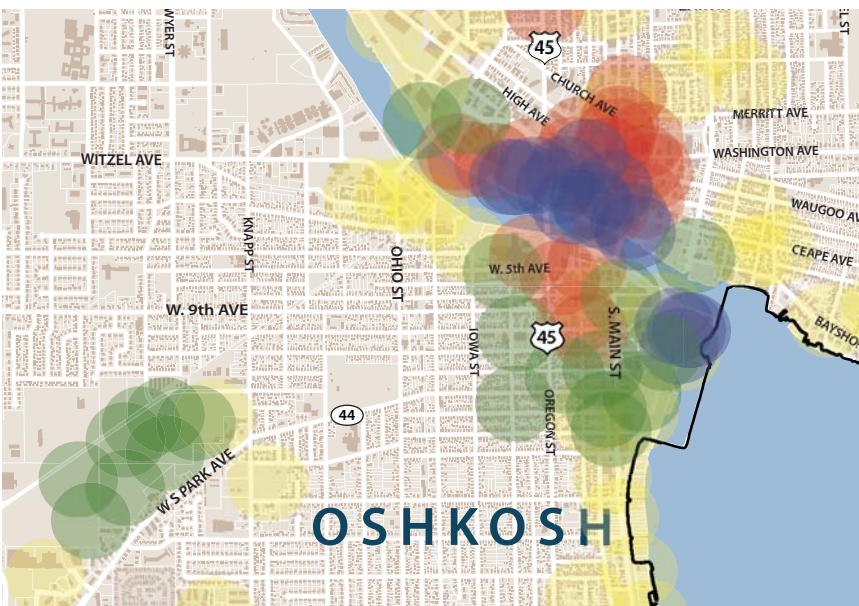 45
CHURCH AVE
HIGH AVE
MERRITT AVE
WASHINGTON AVE
WITZEL AVE
KNAPP ST
WAUGOO AV
CEAPE AVE
OHIO ST
W. 5th AVE
W. 9th AVE
S. MAIN ST
45
IOWA ST
BAYSHO
44
OREGON ST
W S PARK AVE
OSHKOSH